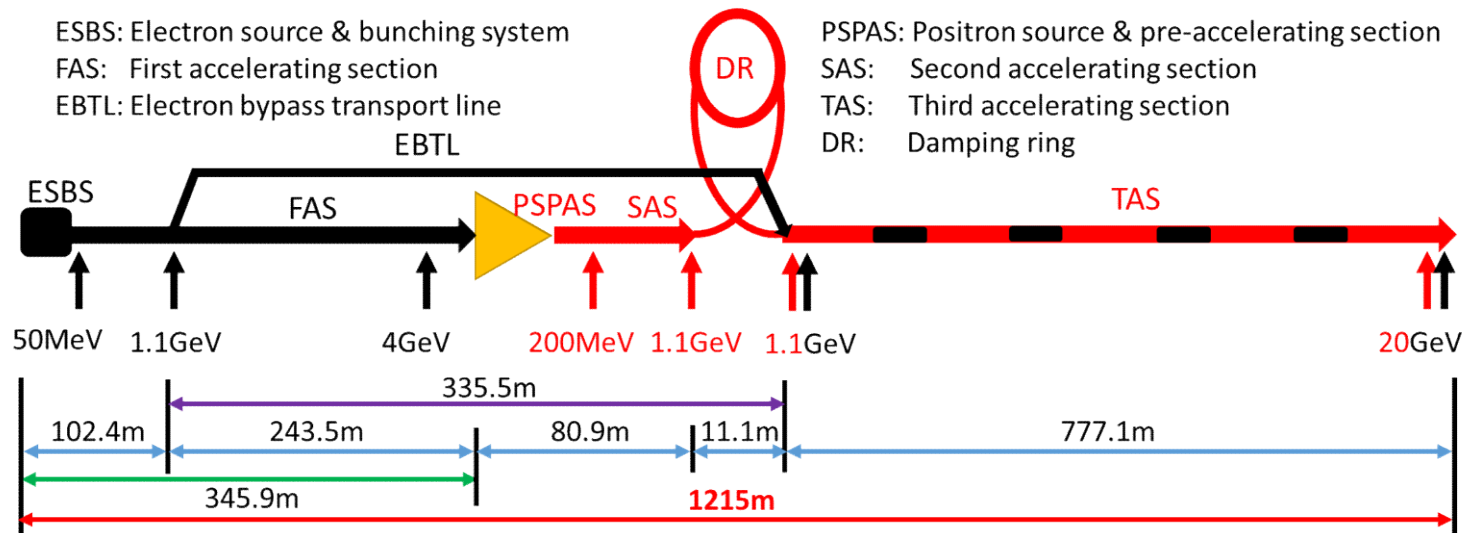 ESBS: Electron source & bunching system
FAS: First accelerating section
EBTL: Electron bypass transport line
PSPAS: Positron source & pre-accelerating section
SAS: Second accelerating section
TAS: Third accelerating section
DR: Damping ring
DR
EBTL
ESBS
FAS
PSPAS
SAS
TAS
50MeV
1.1GeV
4GeV
200MeV
1.1GeV
1.1GeV
20GeV
335.5m
102.4m
243.5m
80.9m
11.1m
777.1m
345.9m
1215m